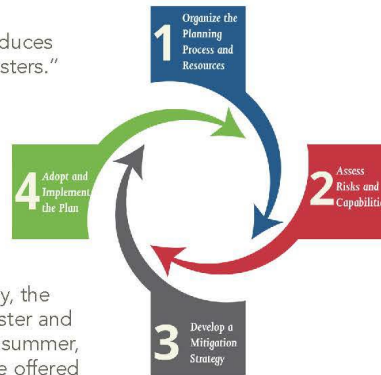 duces
sters.”
1
Organize the
Planning
Process and
Resources
2
Assess
Risks and
4
Adopt and
Implement
the Plan
y, the
ster and
summer,
e offered
3
Develop a
Mitigation
Strategy